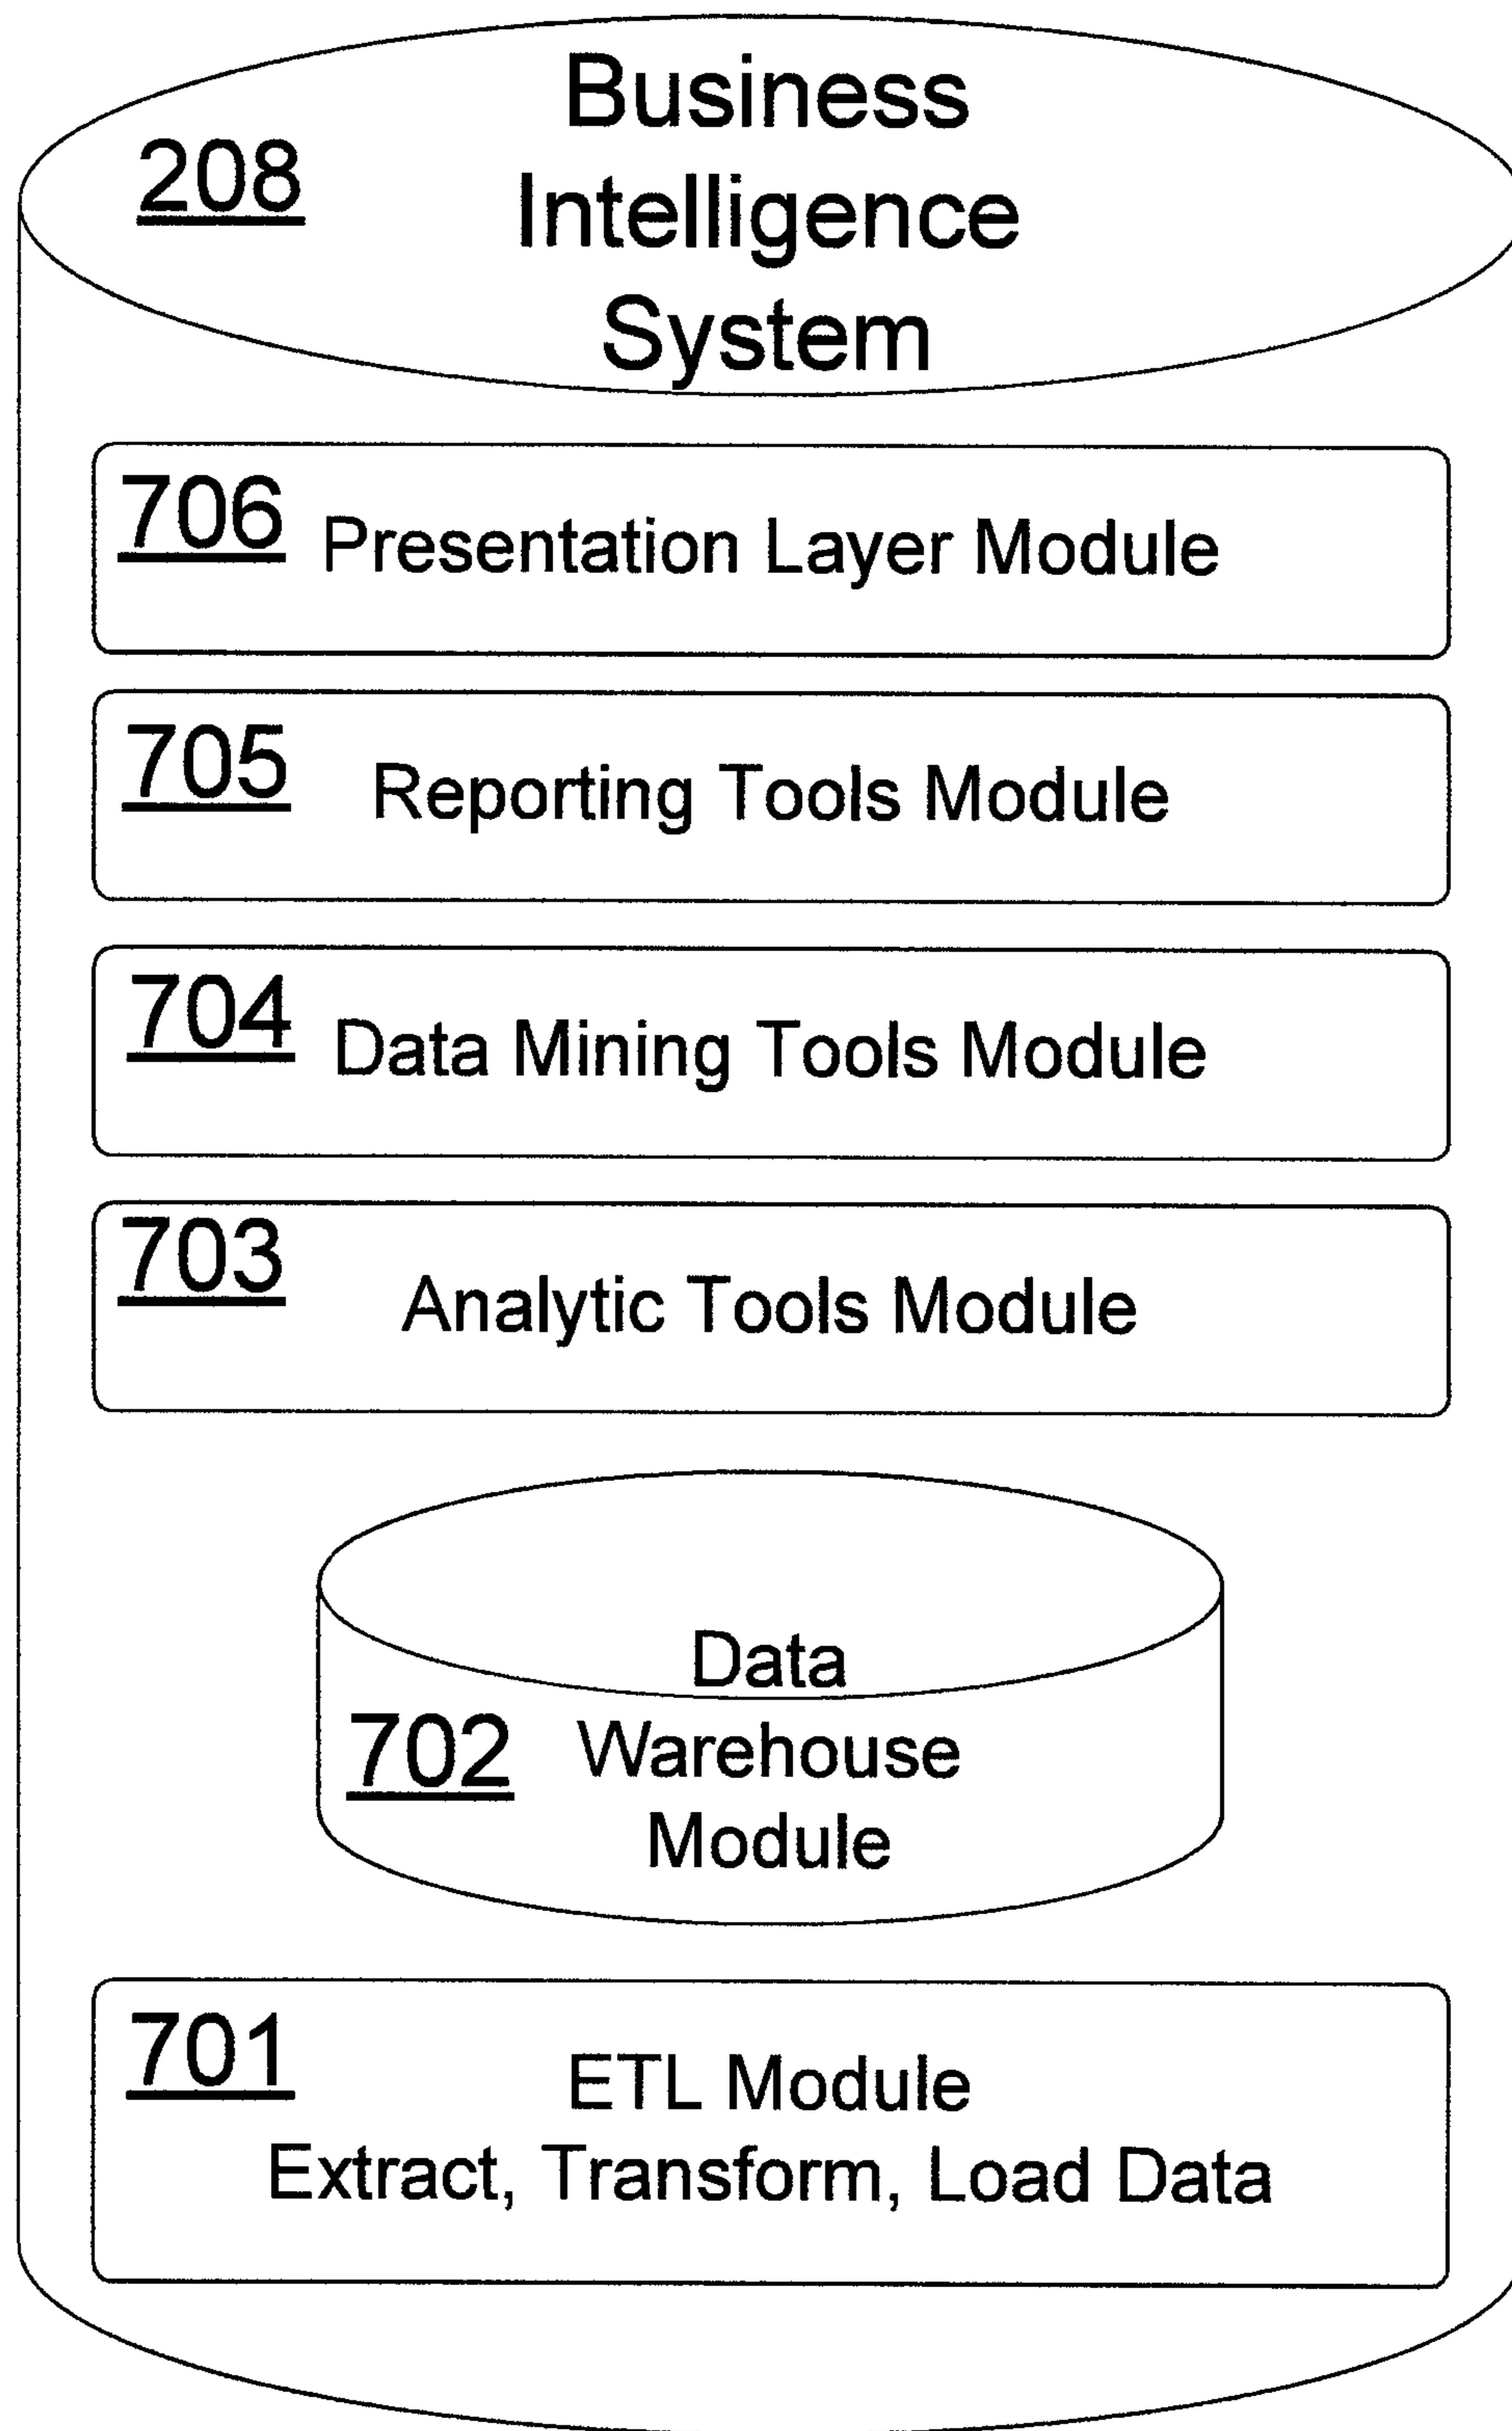 Business
208
Intelligence
System
706 Presentation Layer Module
705 Reporting Tools Module
704 Data Mining Tools Module
703 Analytic Tools Module
Data
702 Warehouse
Module
701
ETL Module
Extract, Transform, Load Data